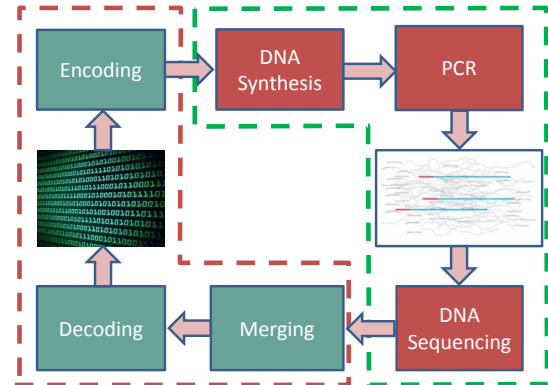 Encoding
DNA
Synthesis
PCR
Decoding
Merging
DNA
Sequencing